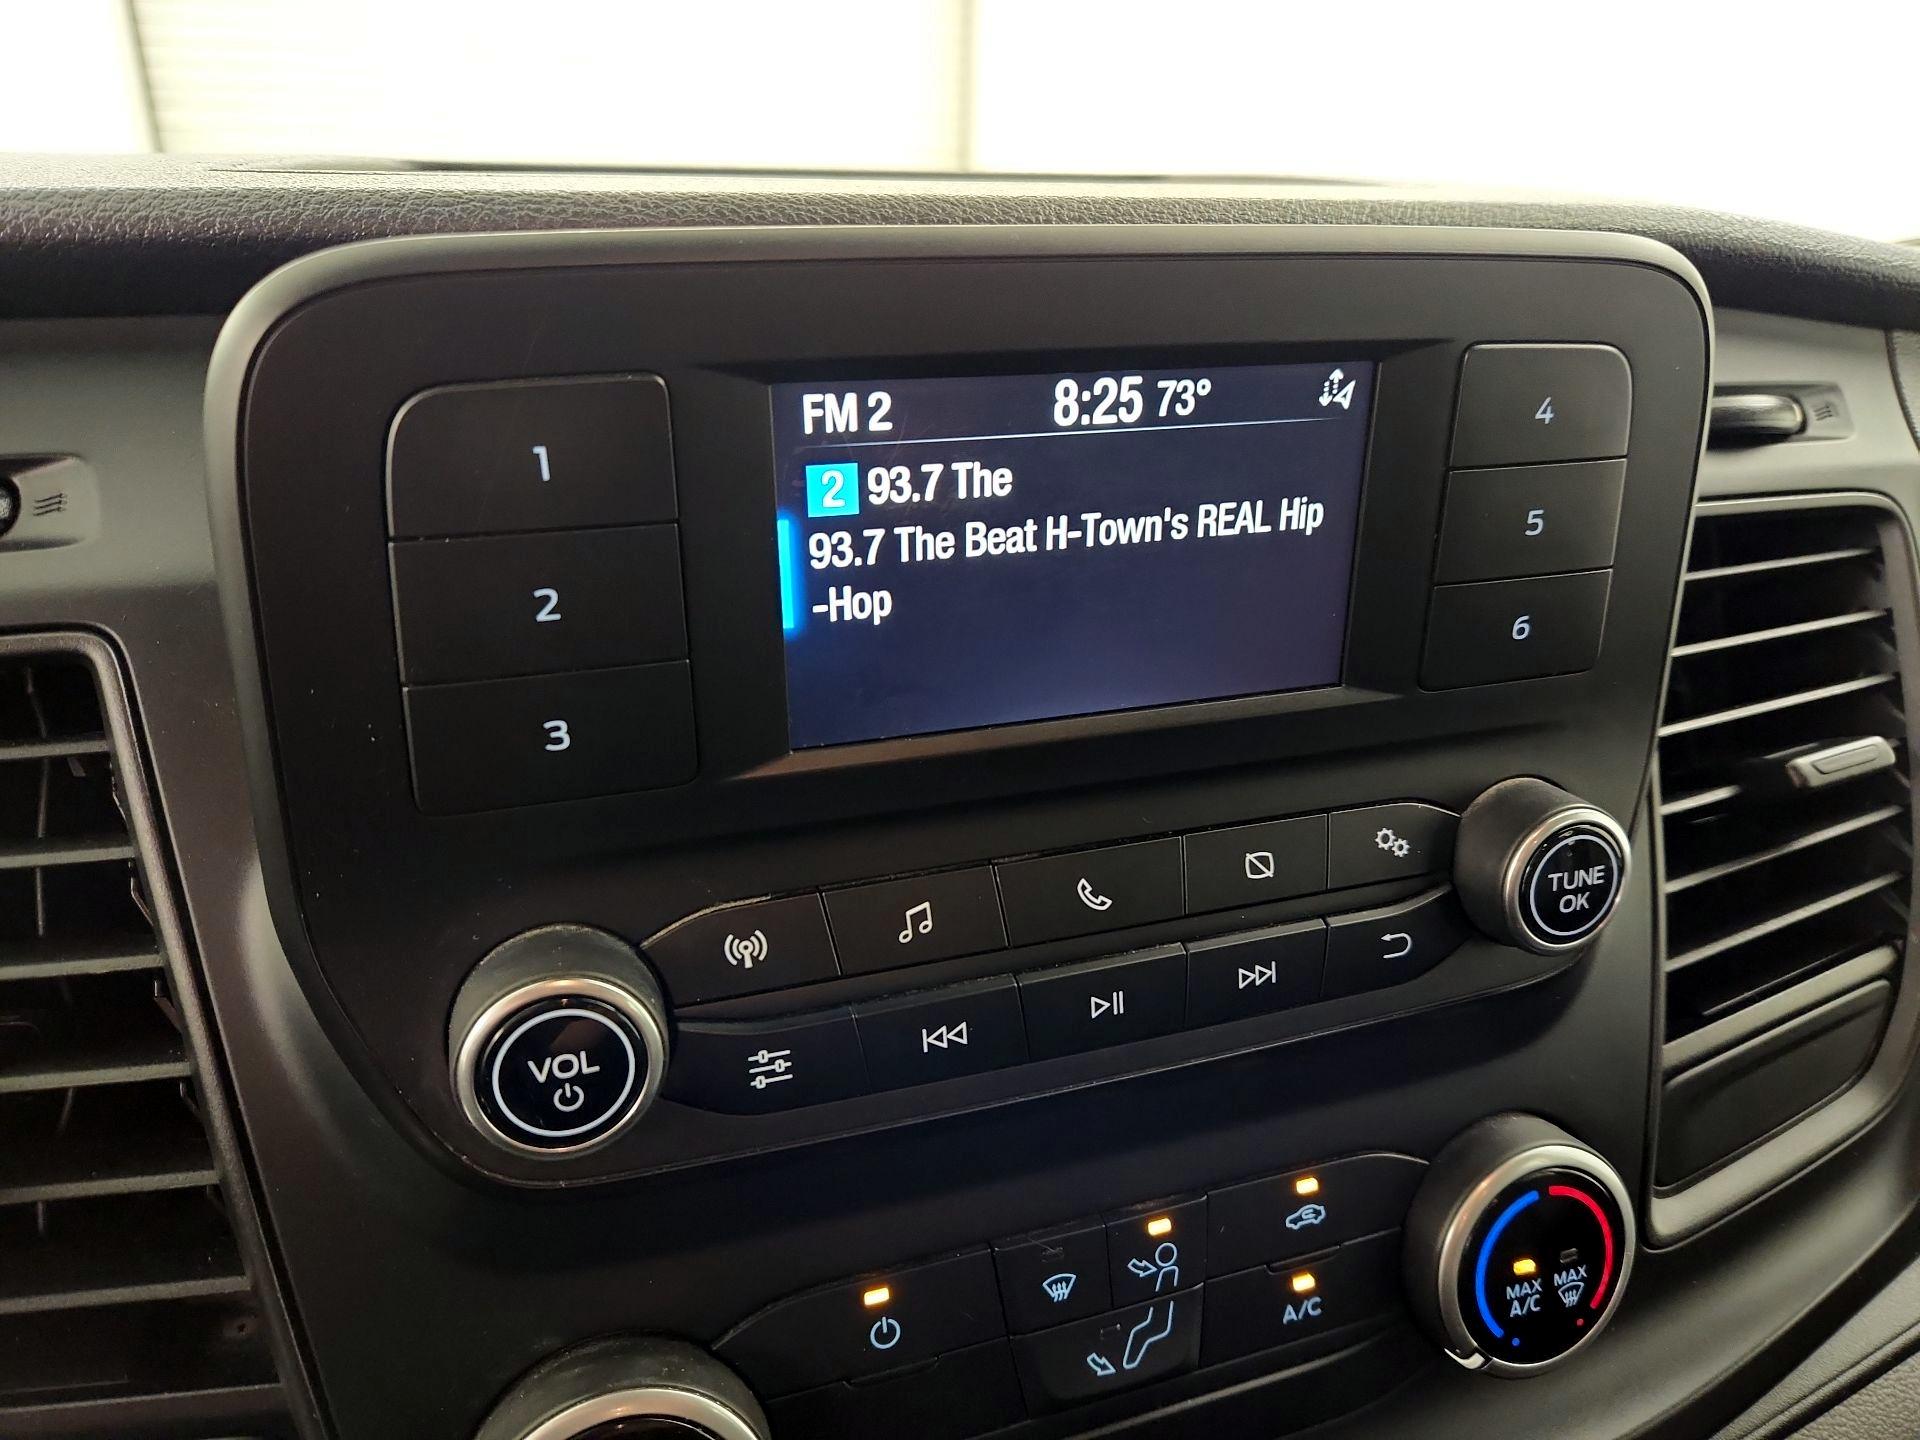 FM 2 8:25 73°
2 93.7 The
93.7 The Beat H-Town's REAL Hip
-Hop
1
2
3
4
5
6
VOL
TUNE
OK
A/C
MAX MAX
A/C